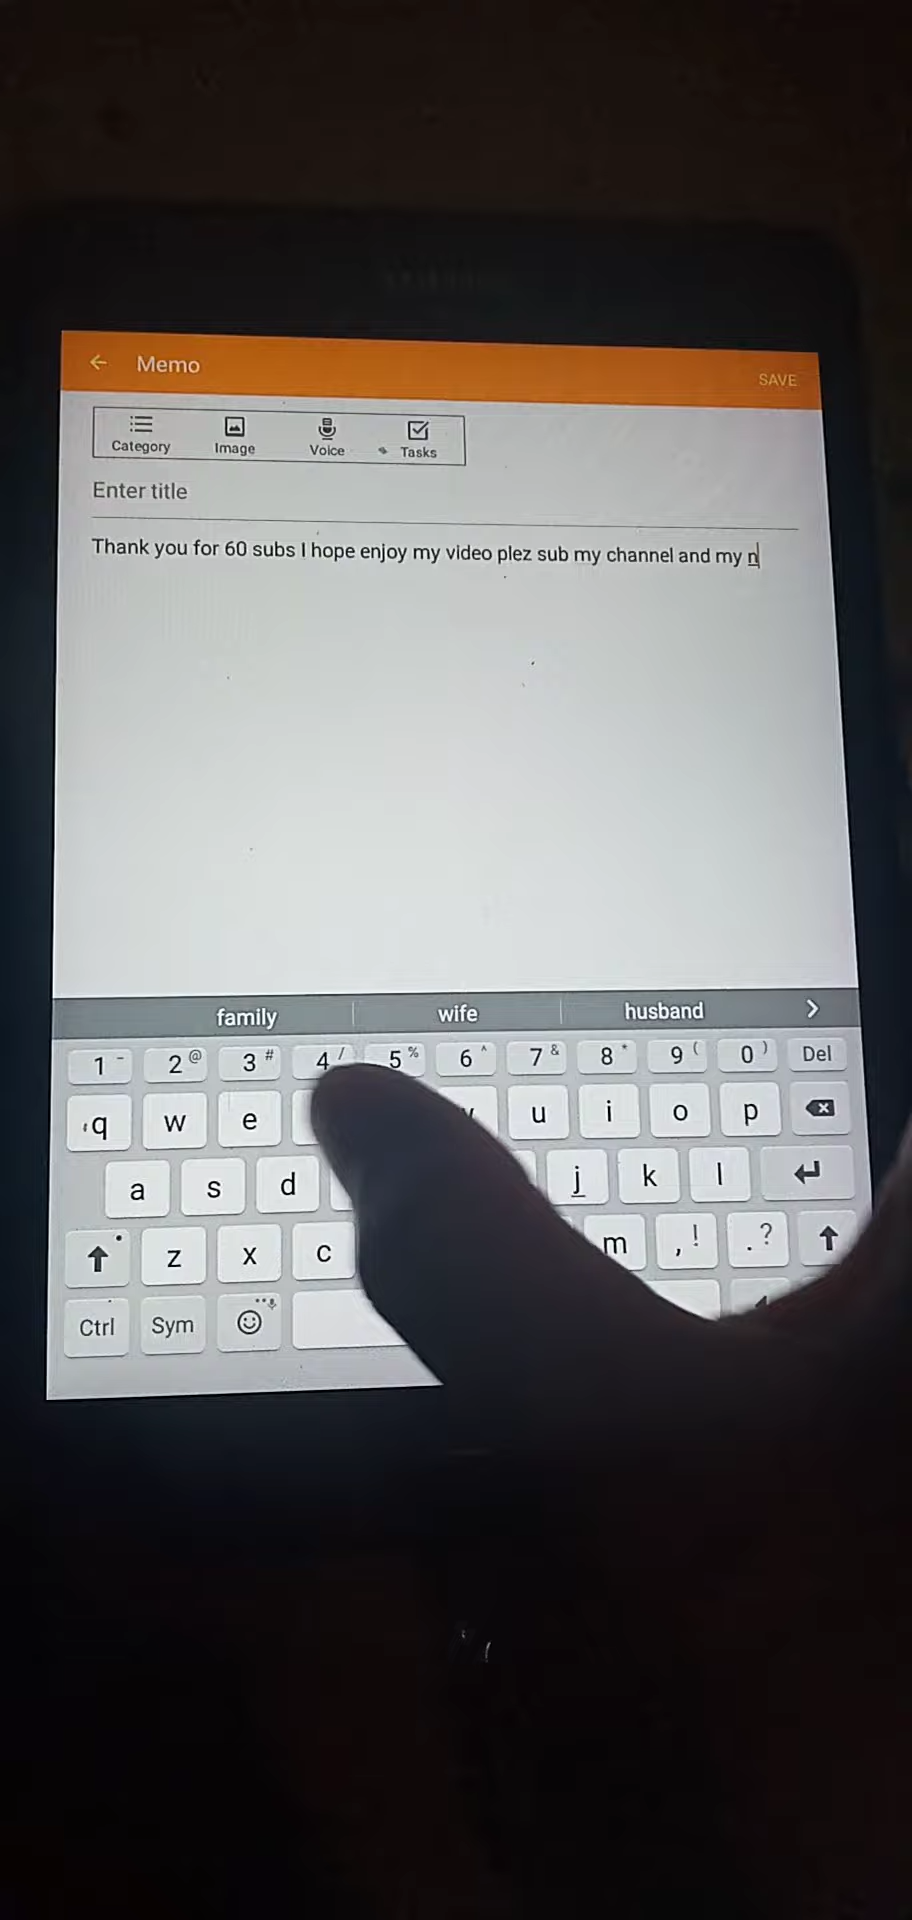 Memo
SAVE
Category Image Voice Tasks
Enter title
Thank you for 60 subs I hope enjoy my video plez sub my channel and my n
family wife husband >
1 - 2 @ 3 # 4 / 5 % 6 ^ 7 & 8 * 9 ( 0 ) Del
q w e u i o p
a s d j k l
z x c m , ! . ?
Ctrl Sym